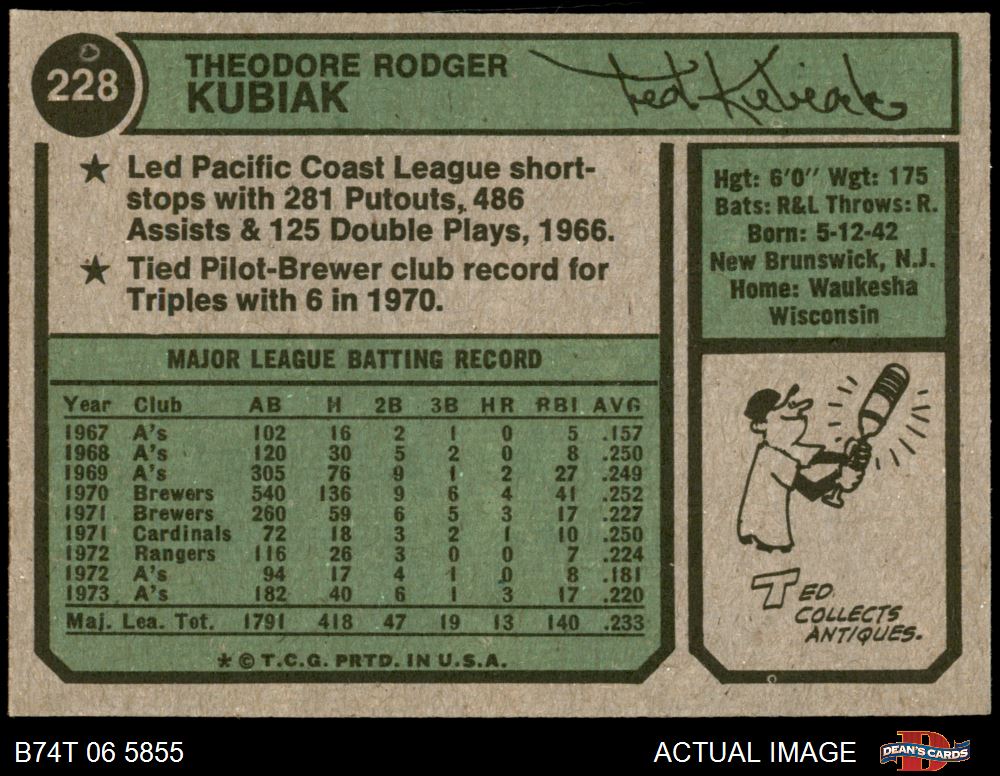 228
THEODORE RODGER
KUBIAK
Ted Kubiak
★ Led Pacific Coast League short-
stops with 281 Putouts, 486
Assists & 125 Double Plays, 1966.
★ Tied Pilot-Brewer club record for
Triples with 6 in 1970.
Hgt: 6'0" Wgt: 175
Bats: R&L Throws: R.
Born: 5-12-42
New Brunswick, N.J.
Home: Waukesha
Wisconsin
MAJOR LEAGUE BATTING RECORD
Year Club AB H 2B 3B HR RBI AVG
1967 A's 102 16 2 1 0 5 .157
1968 A's 120 30 5 2 0 8 .250
1969 A's 305 76 9 1 2 27 .249
1970 Brewers 540 136 9 6 4 41 .252
1971 Brewers 260 59 6 5 3 17 .227
1971 Cardinals 72 18 3 2 1 10 .250
1972 Rangers 116 26 3 0 0 7 .224
1972 A's 94 17 4 1 0 8 .181
1973 A's 182 40 6 1 3 17 .220
Maj. Lea. Tot. 1791 418 47 19 13 140 .233
* © T.C.G. PRTD. IN U.S.A.
TED
COLLECTS
ANTIQUES.
B74T 06 5855
ACTUAL IMAGE
D
DEAN'S CARDS